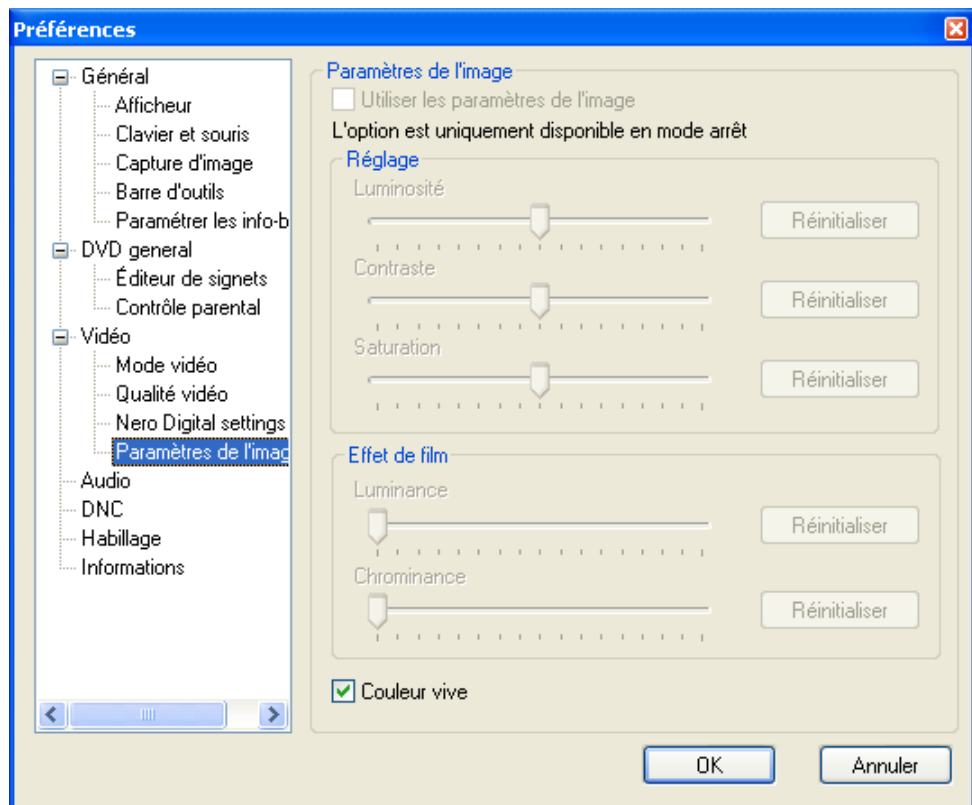 Préférences
Général
Afficheur
Clavier et souris
Capture d'image
Barre d'outils
Paramétrer les info-b
DVD general
Éditeur de signets
Contrôle parental
Vidéo
Mode vidéo
Qualité vidéo
Nero Digital settings
Paramètres de l'imag
Audio
DNC
Habillage
Informations
Paramètres de l'image
Utiliser les paramètres de l'image
L'option est uniquement disponible en mode arrêt
Réglage
Luminosité
Réinitialiser
Contraste
Réinitialiser
Saturation
Réinitialiser
Effet de film
Luminance
Réinitialiser
Chrominance
Réinitialiser
Couleur vive
OK
Annuler